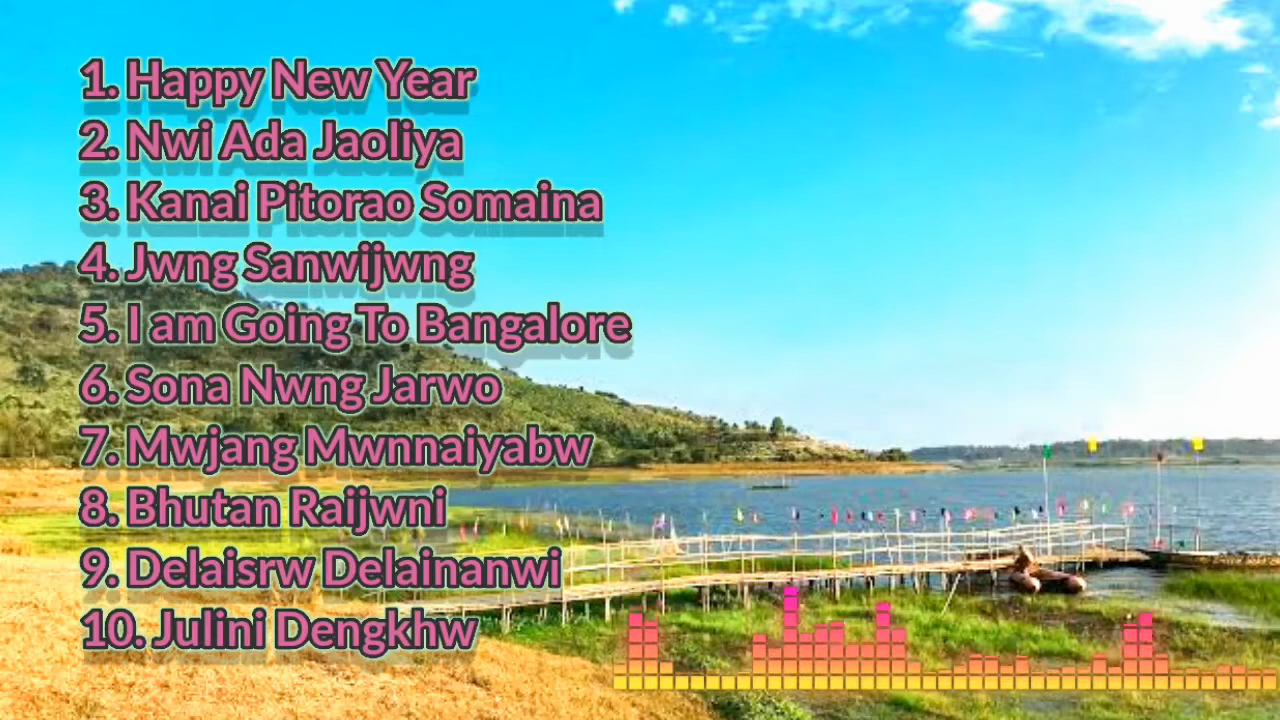 1. Happy New Year
2. Nwi Ada Jaoliya
3. Kanai Pitorao Somaina
4. Jwng Sanwijwng
5. I am Going To Bangalore
6. Sona Nwng Jarwo
7. Mwjang Mwnnaiyabw
8. Bhutan Raijwni
9. Delaisrw Delainanwi
10. Julini Dengkhw